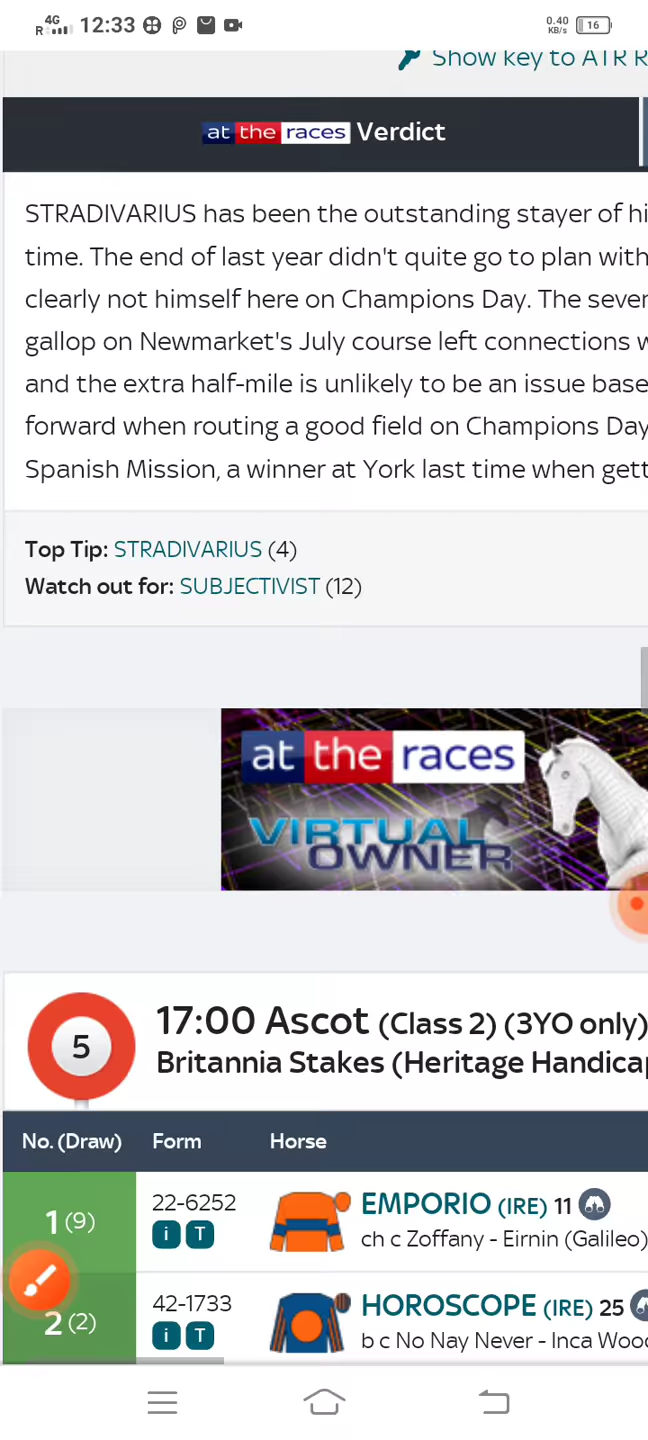 4G
R 12:33 0.40 KB/s 16
Show key to ATR R
at the races Verdict
STRADIVARIUS has been the outstanding stayer of hi
time. The end of last year didn't quite go to plan with
clearly not himself here on Champions Day. The sever
gallop on Newmarket's July course left connections w
and the extra half-mile is unlikely to be an issue base
forward when routing a good field on Champions Day
Spanish Mission, a winner at York last time when gett
Top Tip: STRADIVARIUS (4)
Watch out for: SUBJECTIVIST (12)
at the races
VIRTUAL
OWNER
5
17:00 Ascot (Class 2) (3YO only)
Britannia Stakes (Heritage Handicap
No. (Draw) Form Horse
1 (9) 22-6252 EMPORIO (IRE) 11
i T ch c Zoffany - Eirnin (Galileo)
2 (2) 42-1733 HOROSCOPE (IRE) 25
i T b c No Nay Never - Inca Wood